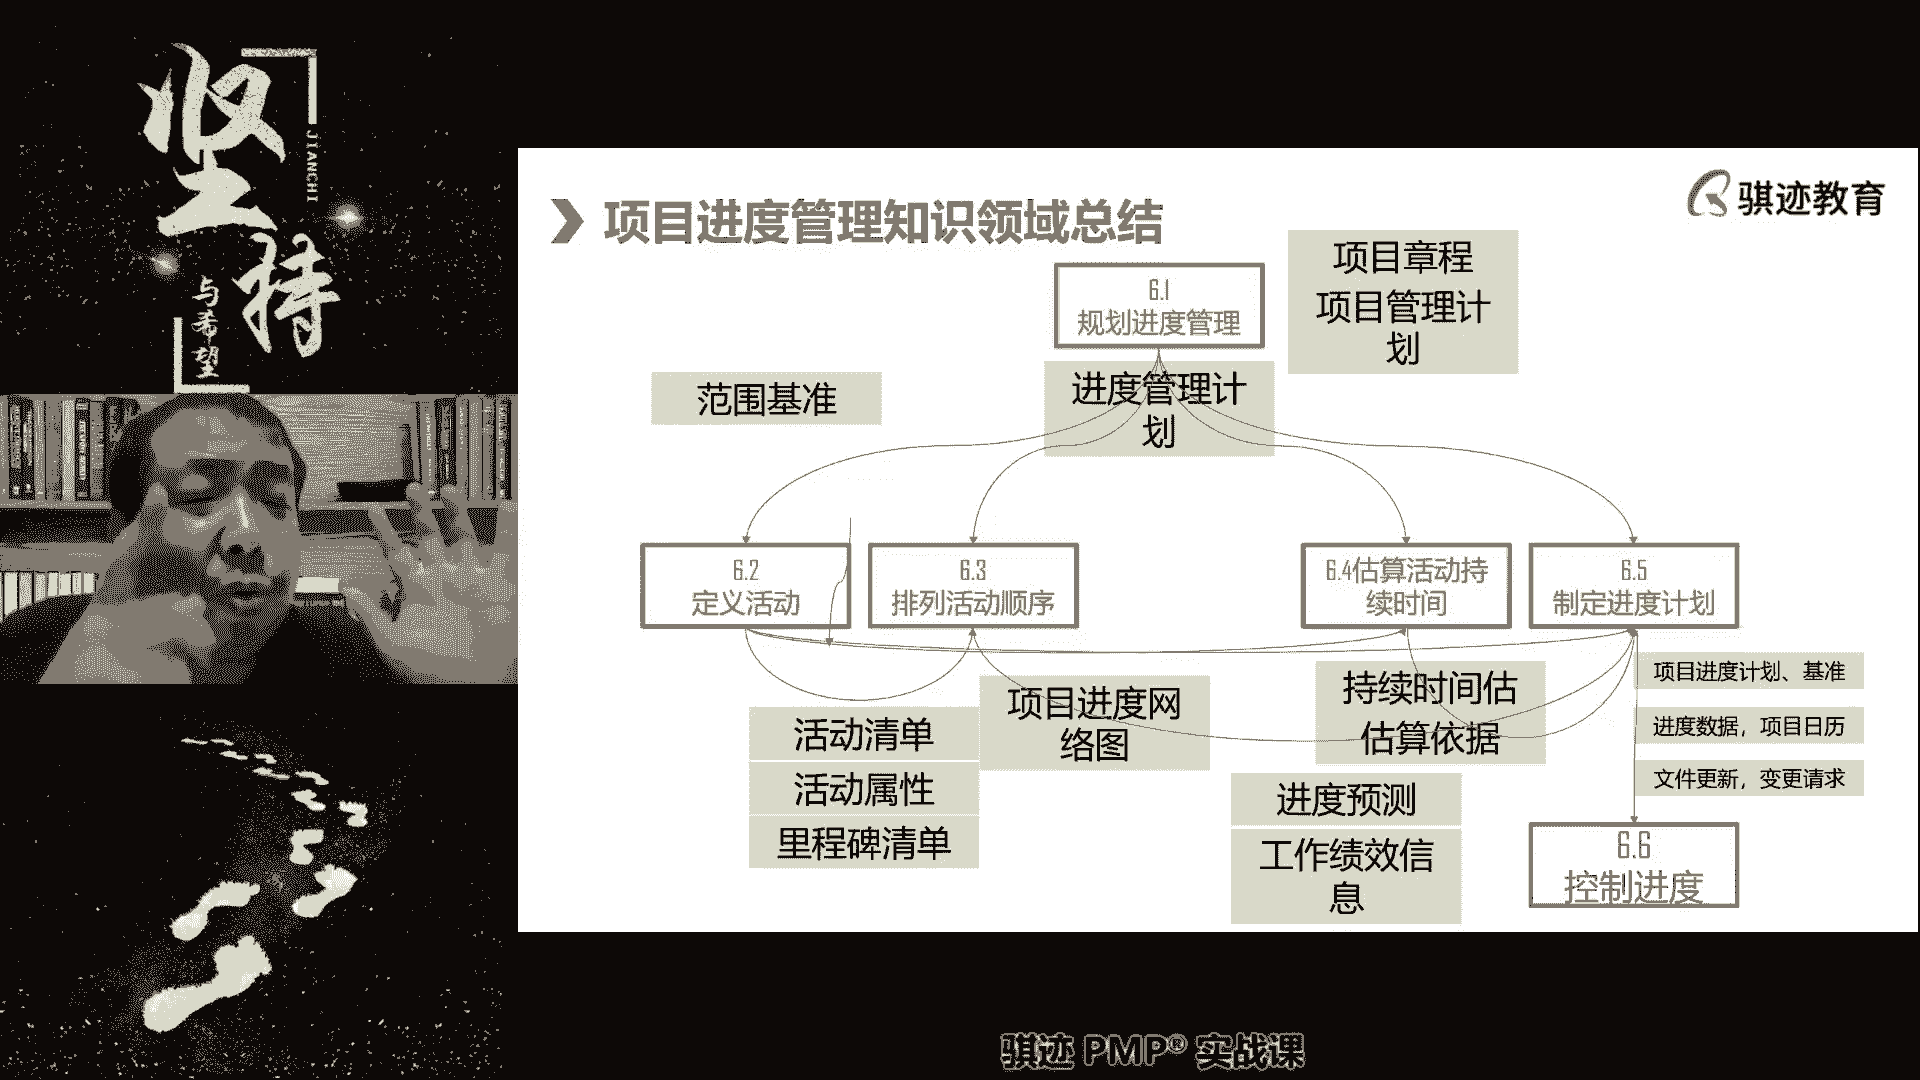 坚
持
JIANCHI
与希望
项目进度管理知识领域总结
骐迹教育
6.1
规划进度管理
项目章程
项目管理计
划
范围基准
进度管理计
划
6.2
定义活动
6.3
排列活动顺序
6.4估算活动持
续时间
6.5
制定进度计划
活动清单
活动属性
里程碑清单
项目进度网
络图
持续时间估
估算依据
项目进度计划、基准
进度数据，项目日历
文件更新，变更请求
进度预测
工作绩效信
息
6.6
控制进度
骐迹 PMP® 实战课